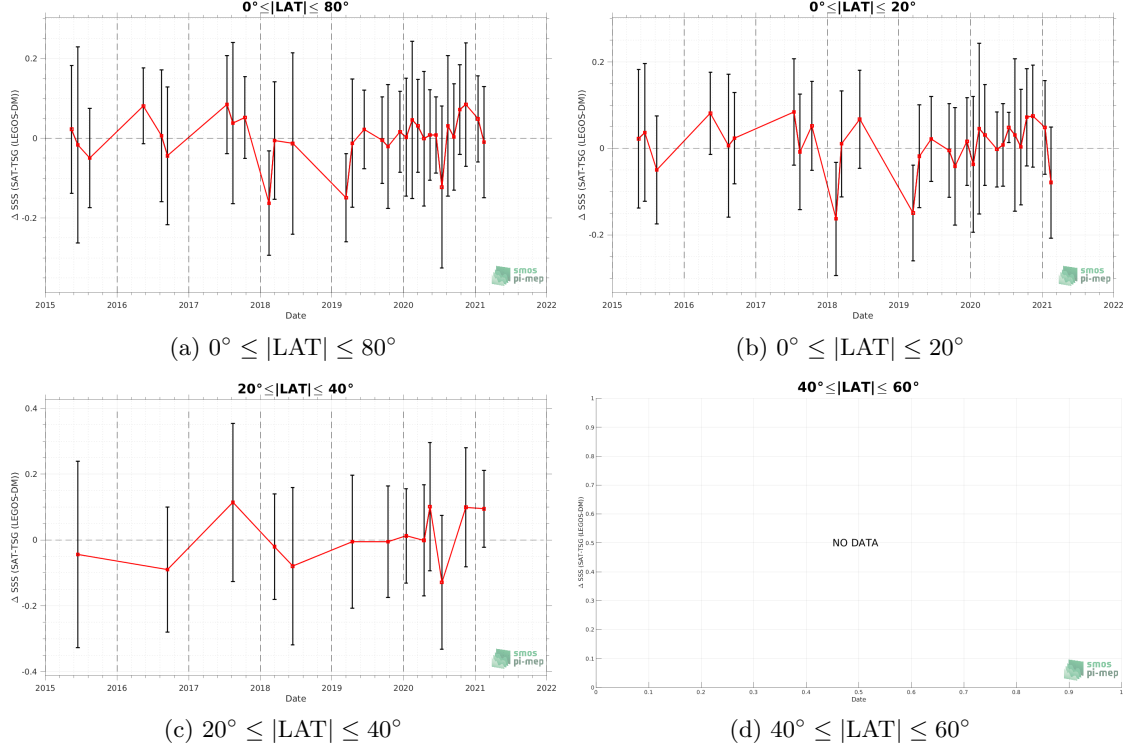 0°≤|LAT|≤ 80°
Δ SSS (SAT-TSG (LEGOS-DM))
0.2
0
-0.2
2015 2016 2017 2018 2019 2020 2021 2022
Date
smos
pi-mep
(a) 0° ≤ |LAT| ≤ 80°
0°≤|LAT|≤ 20°
Δ SSS (SAT-TSG (LEGOS-DM))
0.2
0
-0.2
2015 2016 2017 2018 2019 2020 2021 2022
Date
smos
pi-mep
(b) 0° ≤ |LAT| ≤ 20°
20°≤|LAT|≤ 40°
Δ SSS (SAT-TSG (LEGOS-DM))
0.4
0.2
0
-0.2
-0.4
2015 2016 2017 2018 2019 2020 2021 2022
Date
smos
pi-mep
(c) 20° ≤ |LAT| ≤ 40°
40°≤|LAT|≤ 60°
Δ SSS (SAT-TSG (LEGOS-DM))
1
0.9
0.8
0.7
0.6
0.5
0.4
0.3
0.2
0.1
0
NO DATA
0 0.1 0.2 0.3 0.4 0.5 0.6 0.7 0.8 0.9 1
Date
smos
pi-mep
(d) 40° ≤ |LAT| ≤ 60°